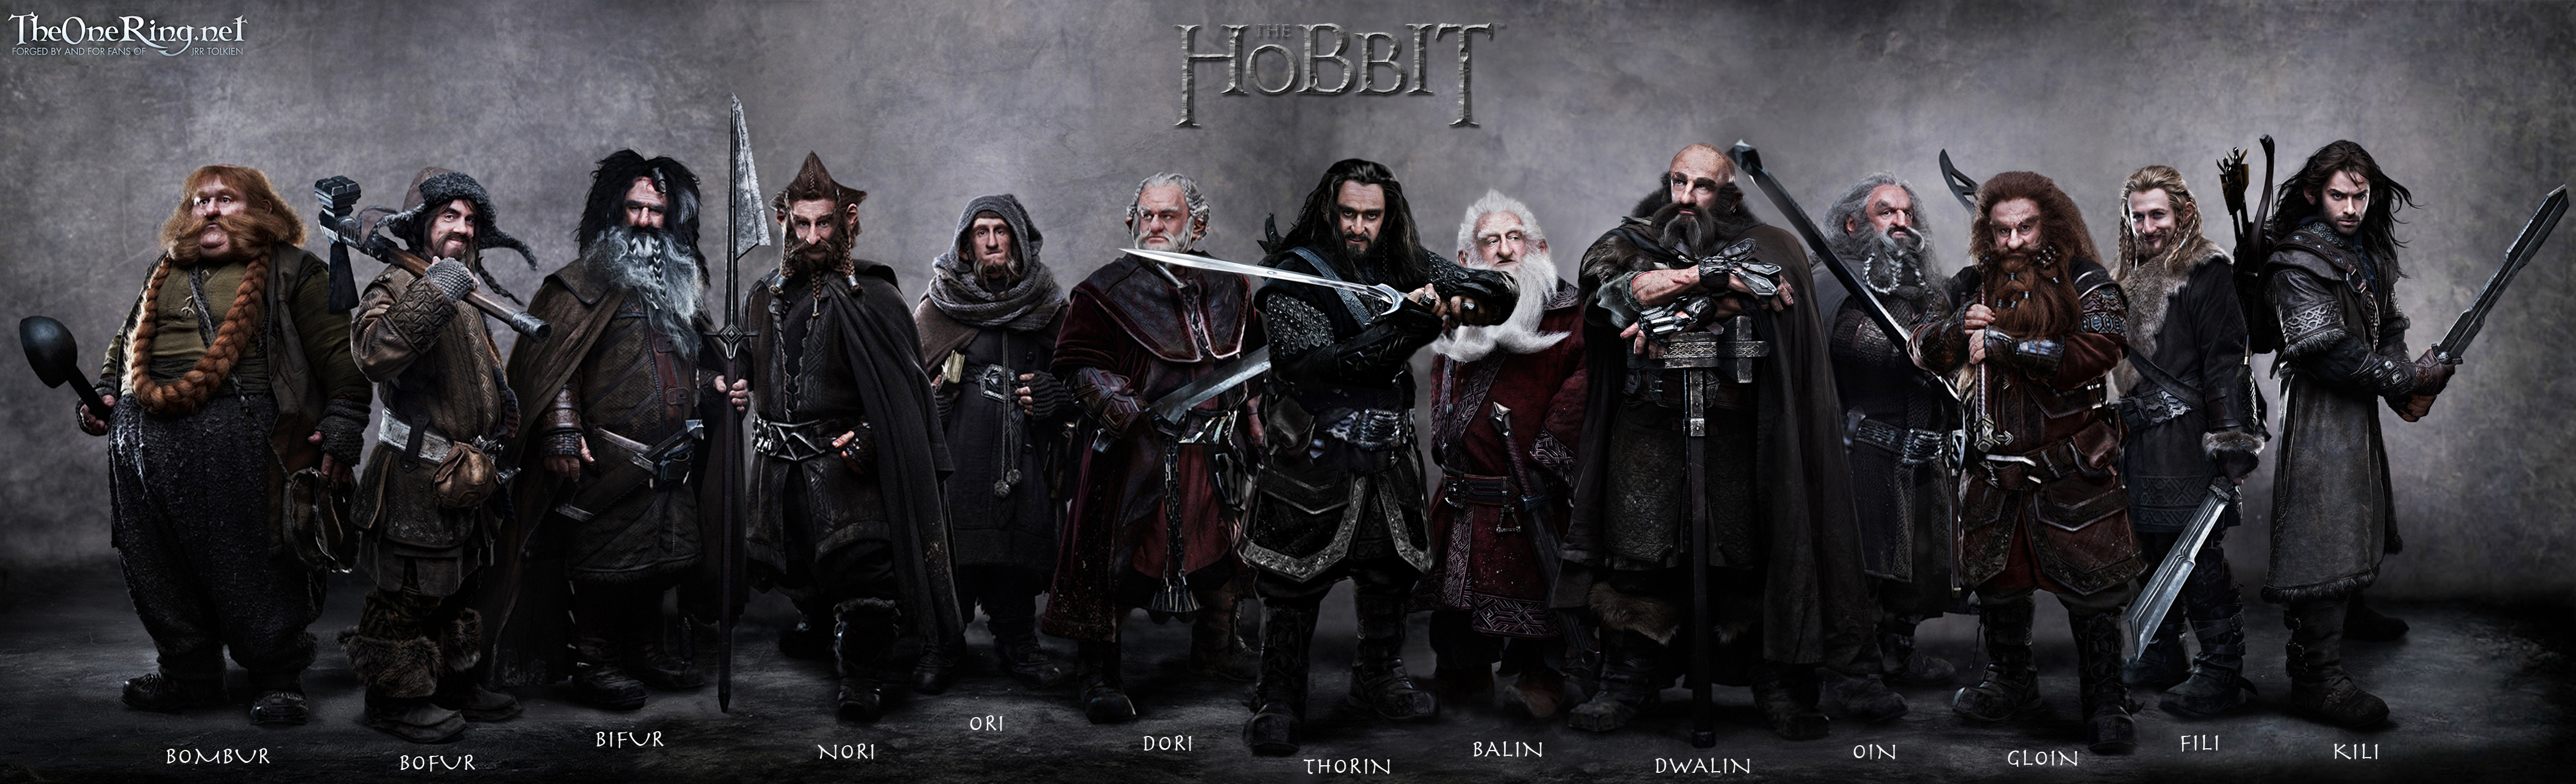 TheOneRing.net
FORGED BY AND FOR FANS OF JRR TOLKIEN
THE
HOBBIT
BOMBUR
BOFUR
BIFUR
NORI
ORI
DORI
THORIN
BALIN
DWALIN
OIN
GLOIN
FILI
KILI